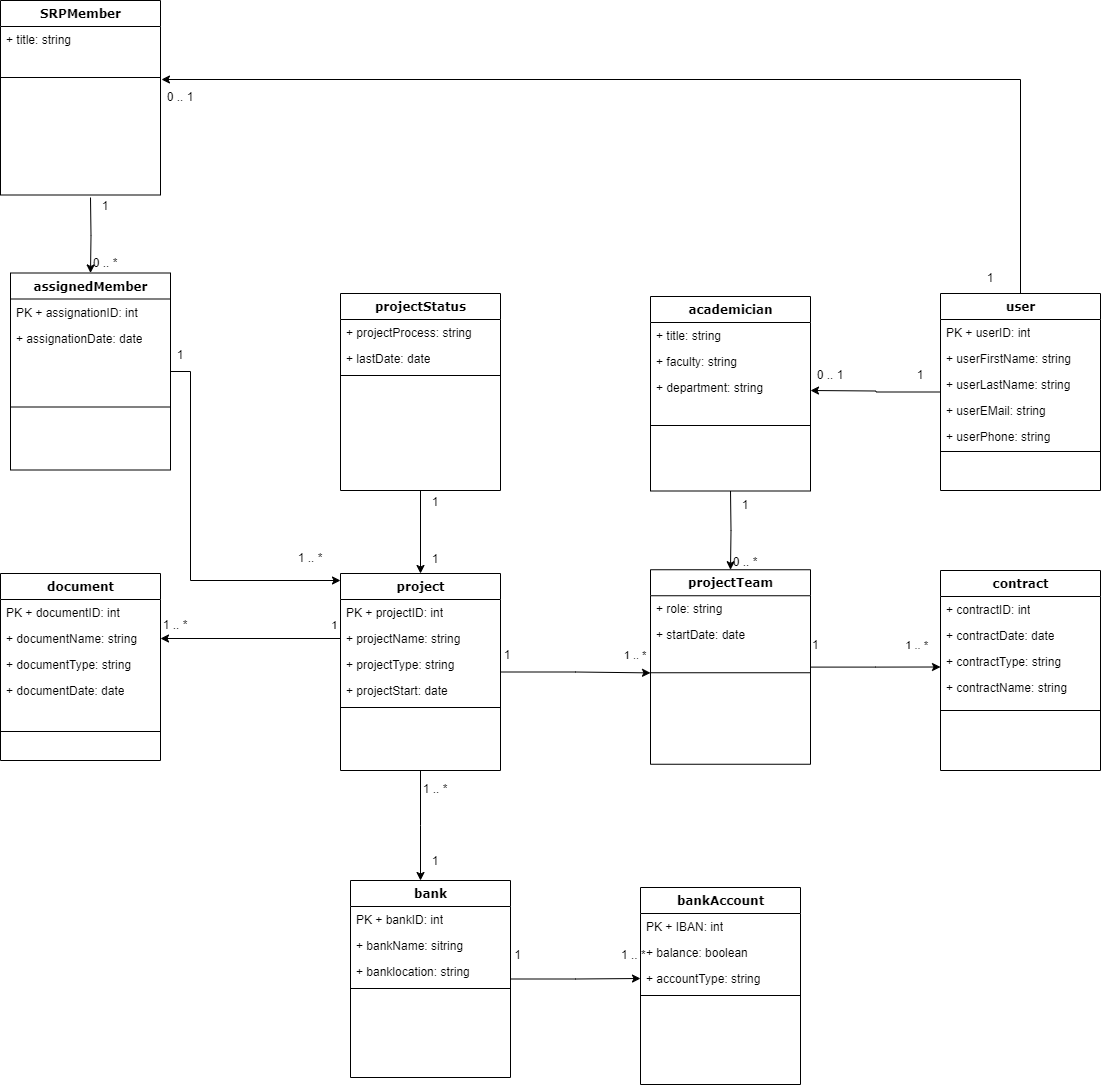 SRPMember
+ title: string
0 .. 1
1
0 .. *
assignedMember
PK + assignationID: int
+ assignationDate: date
1
projectStatus
+ projectProcess: string
+ lastDate: date
1
1
academician
+ title: string
+ faculty: string
+ department: string
0 .. 1
1
1
user
PK + userID: int
+ userFirstName: string
+ userLastName: string
+ userEMail: string
+ userPhone: string
1
0 .. *
1 .. *
document
PK + documentID: int
+ documentName: string
+ documentType: string
+ documentDate: date
1 .. *
1
project
PK + projectID: int
+ projectName: string
+ projectType: string
+ projectStart: date
1
1 .. *
projectTeam
+ role: string
+ startDate: date
1
1 .. *
contract
+ contractID: int
+ contractDate: date
+ contractType: string
+ contractName: string
1 .. *
1
bank
PK + bankID: int
+ bankName: sitring
+ banklocation: string
1
1 .. *
bankAccount
PK + IBAN: int
+ balance: boolean
+ accountType: string